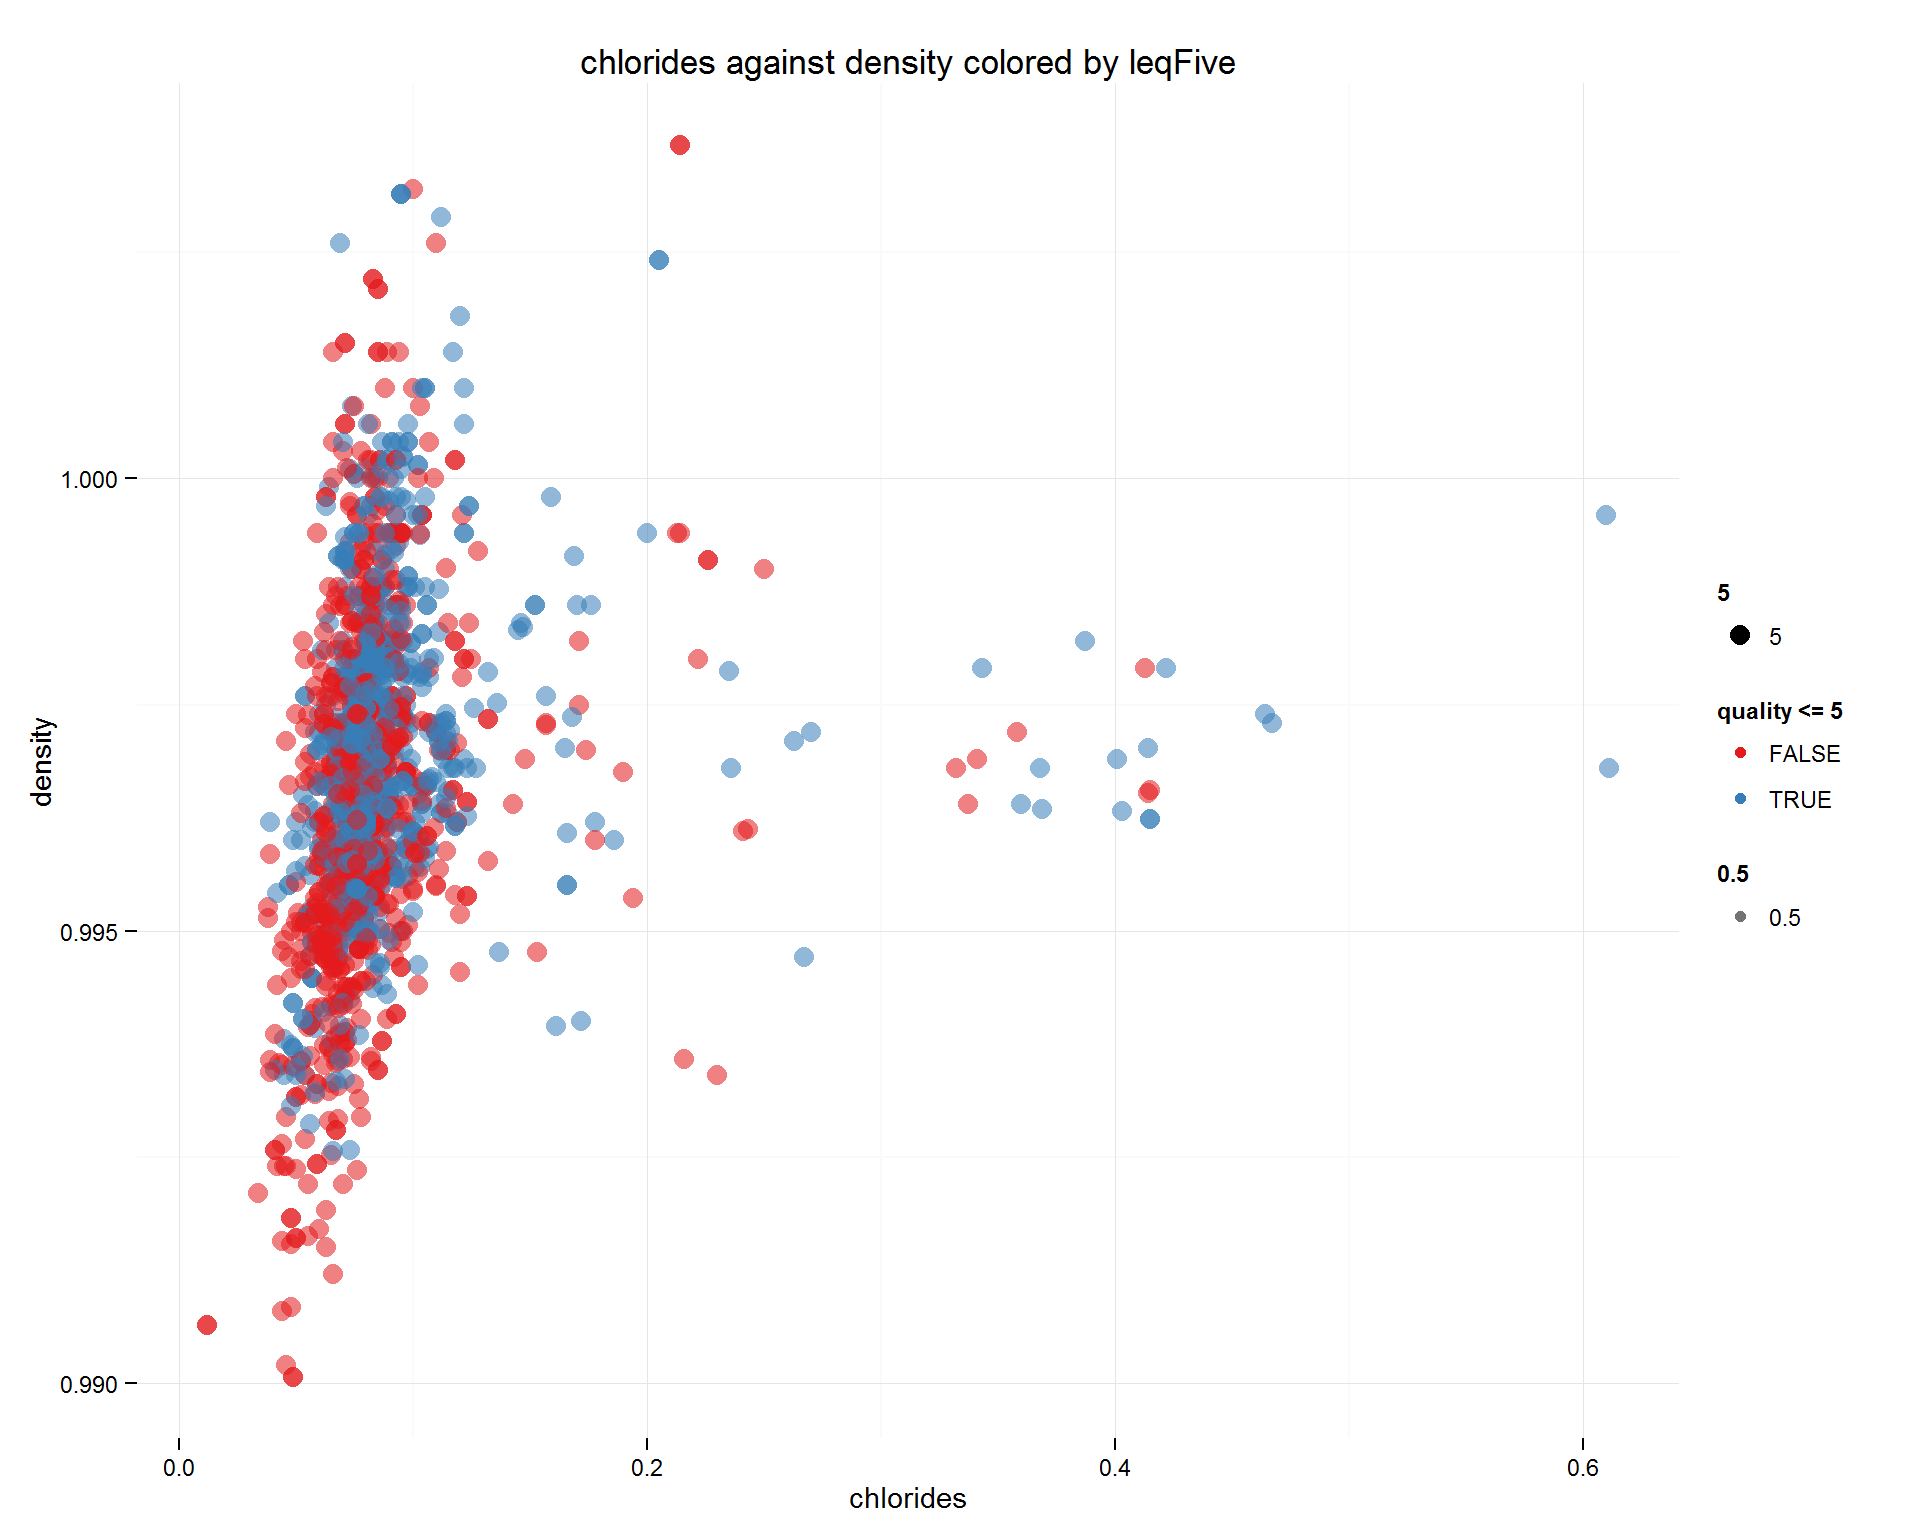 chlorides against density colored by leqFive
1.000
0.995
0.990
density
0.0
0.2
0.4
0.6
chlorides
5
5
quality <= 5
FALSE
TRUE
0.5
0.5